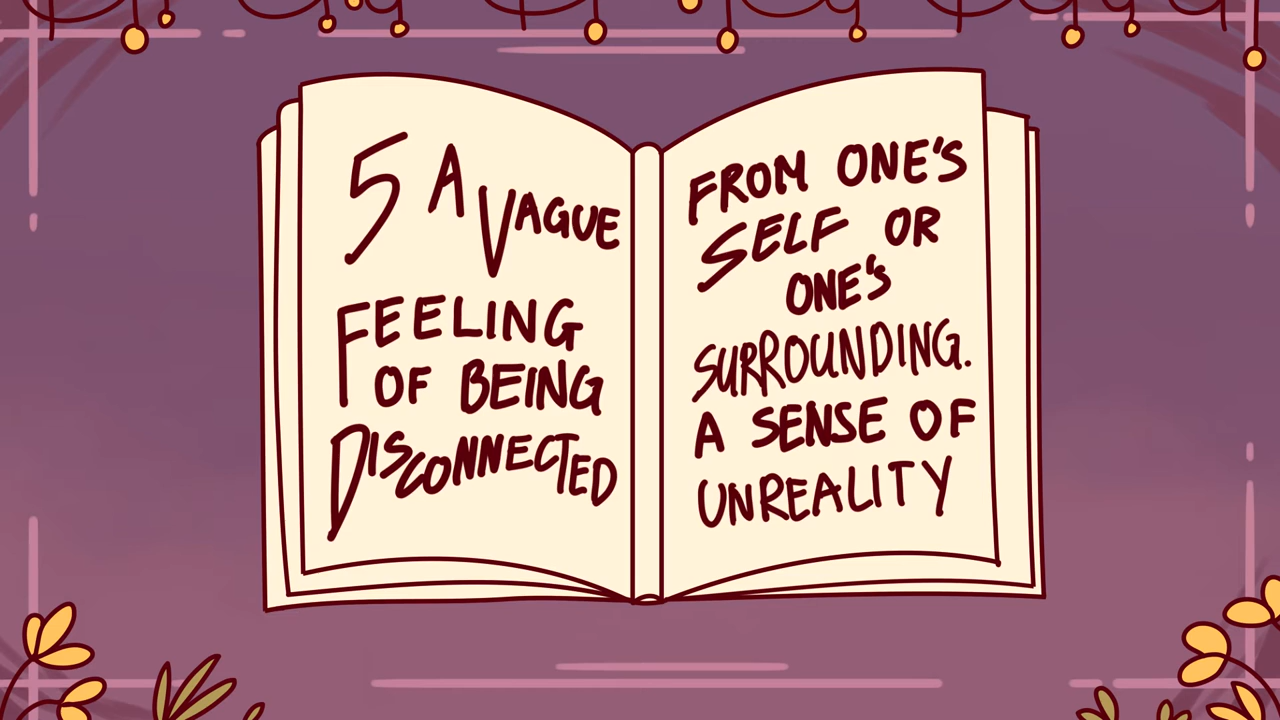 5 A VAGUE
FEELING
OF BEING
DISCONNECTED
FROM ONE'S
SELF OR
ONE'S
SURROUNDING.
A SENSE OF
UNREALITY